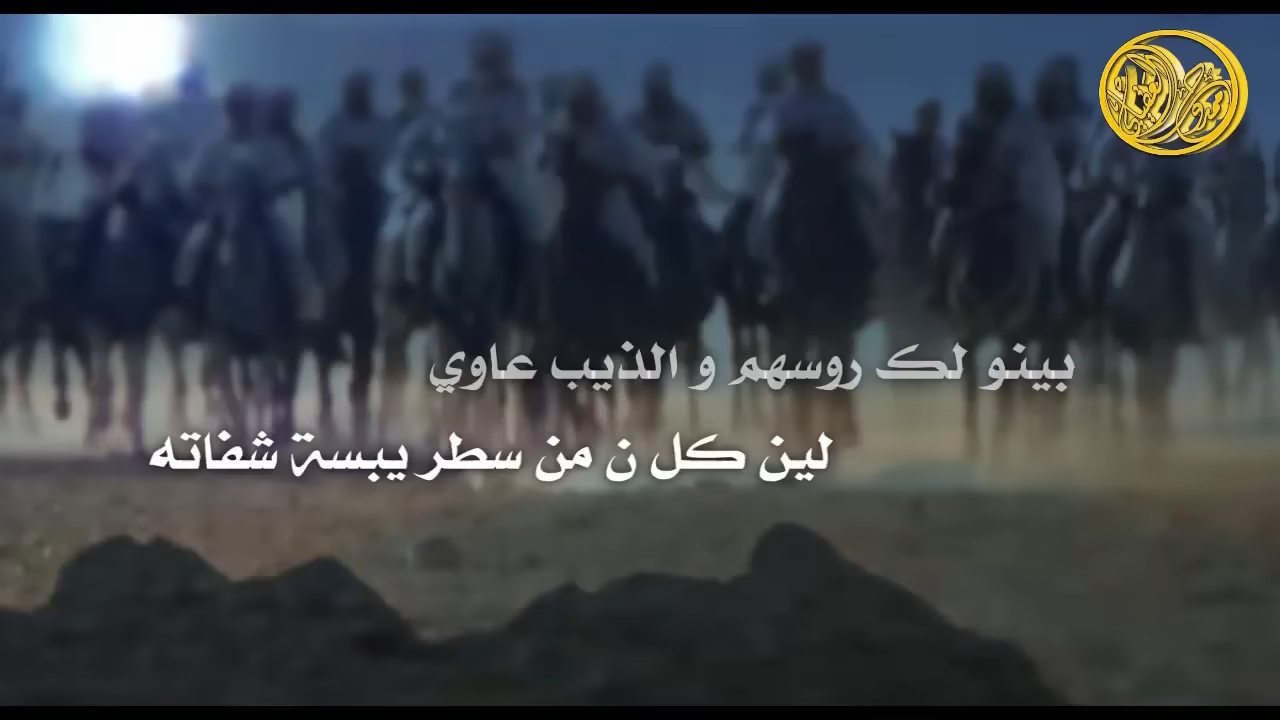 بينو لك روسهم و الذيب عاوي
لين كل ن من سطر يبسة شفاته